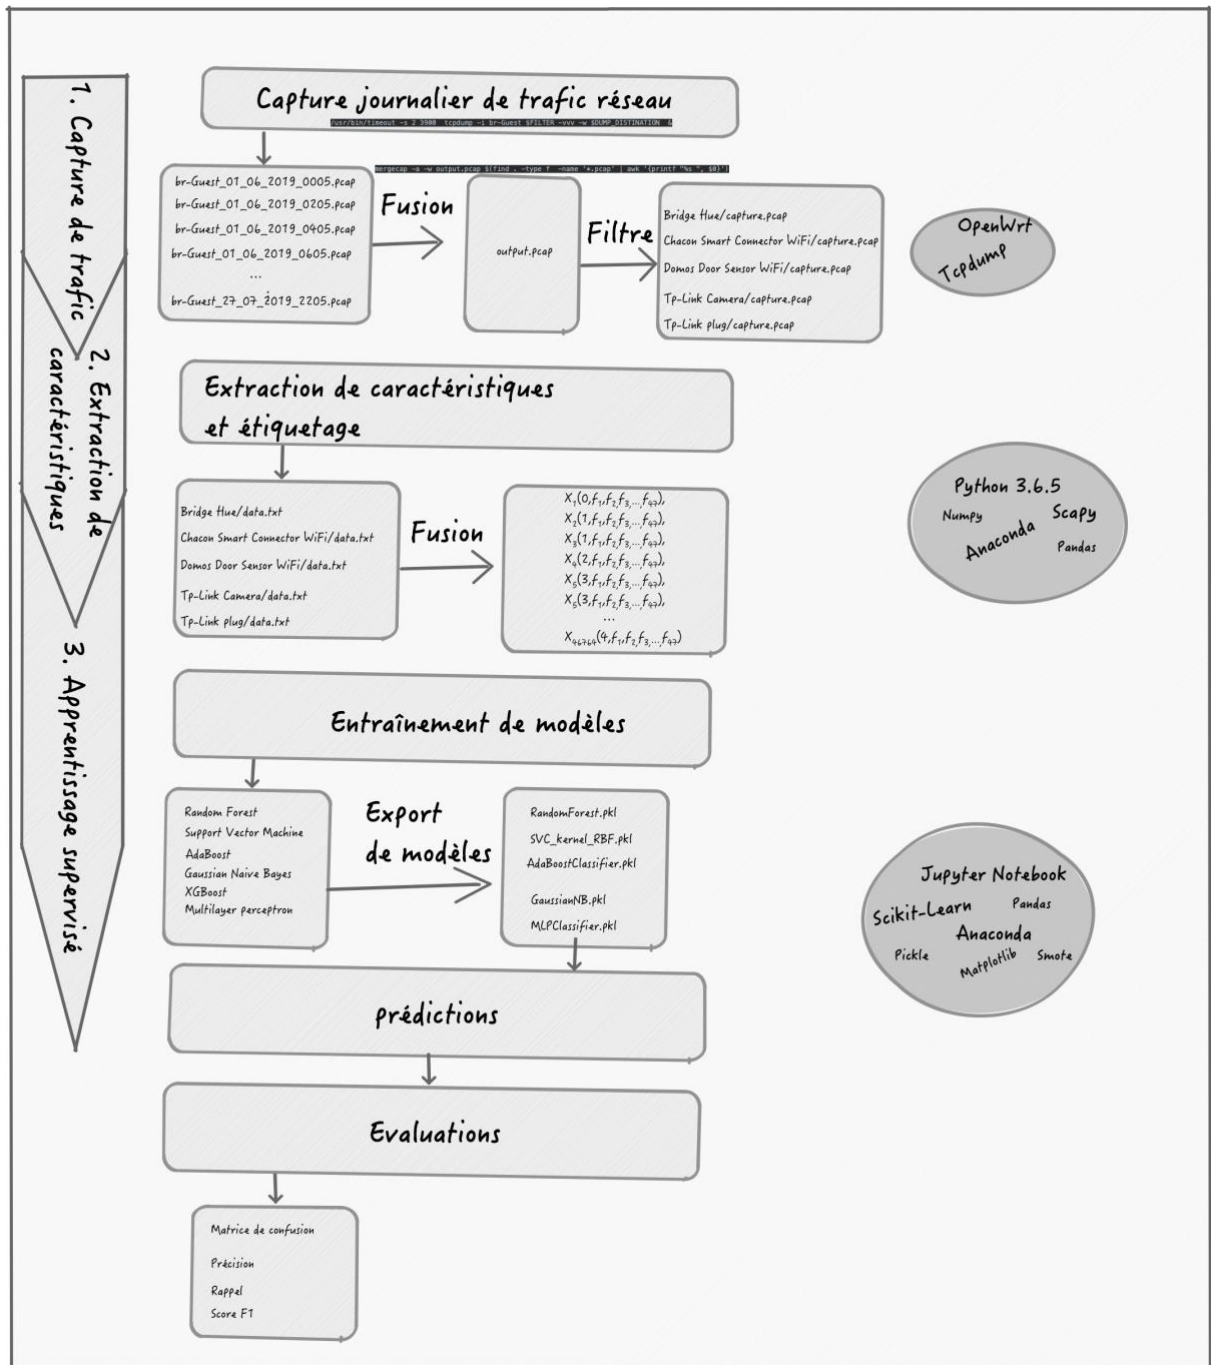 1. Capture de trafic
2. Extraction de
caractéristiques
3. Apprentissage supervisé
Capture journalier de trafic réseau
/usr/bin/timeout -s 2 3900 tcpdump -i br-Guest $FILTER -vvv -w $DUMP_DISTINATION &
br-Guest_01_06_2019_0005.pcap
br-Guest_01_06_2019_0205.pcap
br-Guest_01_06_2019_0405.pcap
br-Guest_01_06_2019_0605.pcap
...
br-Guest_27_07_2019_2205.pcap
Fusion
mergecap -a -w output.pcap $(find . -type f -name '*.pcap' | awk '{printf "%s ", $0}')
output.pcap
Filtre
Bridge Hue/capture.pcap
Chacon Smart Connector WiFi/capture.pcap
Domos Door Sensor WiFi/capture.pcap
Tp-Link Camera/capture.pcap
Tp-Link plug/capture.pcap
OpenWrt
Tcpdump
Extraction de caractéristiques
et étiquetage
Bridge Hue/data.txt
Chacon Smart Connector WiFi/data.txt
Domos Door Sensor WiFi/data.txt
Tp-Link Camera/data.txt
Tp-Link plug/data.txt
Fusion
X₁(0,f₁,f₂,f₃,...,f₄₇),
X₂(1,f₁,f₂,f₃,...,f₄₇),
X₃(1,f₁,f₂,f₃,...,f₄₇),
X₄(2,f₁,f₂,f₃,...,f₄₇),
X₅(3,f₁,f₂,f₃,...,f₄₇),
X₅(3,f₁,f₂,f₃,...,f₄₇),
...
X₄₆₇₆₄(4,f₁,f₂,f₃,...,f₄₇)
Python 3.6.5
Numpy
Scapy
Anaconda
Pandas
Entraînement de modèles
Random Forest
Support Vector Machine
AdaBoost
Gaussian Naive Bayes
XGBoost
Multilayer perceptron
Export
de modèles
RandomForest.pkl
SVC_kernel_RBF.pkl
AdaBoostClassifier.pkl
GaussianNB.pkl
MLPClassifier.pkl
Jupyter Notebook
Scikit-Learn
Pandas
Anaconda
Pickle
Matplotlib
Smote
prédictions
Evaluations
Matrice de confusion
Précision
Rappel
Score F1